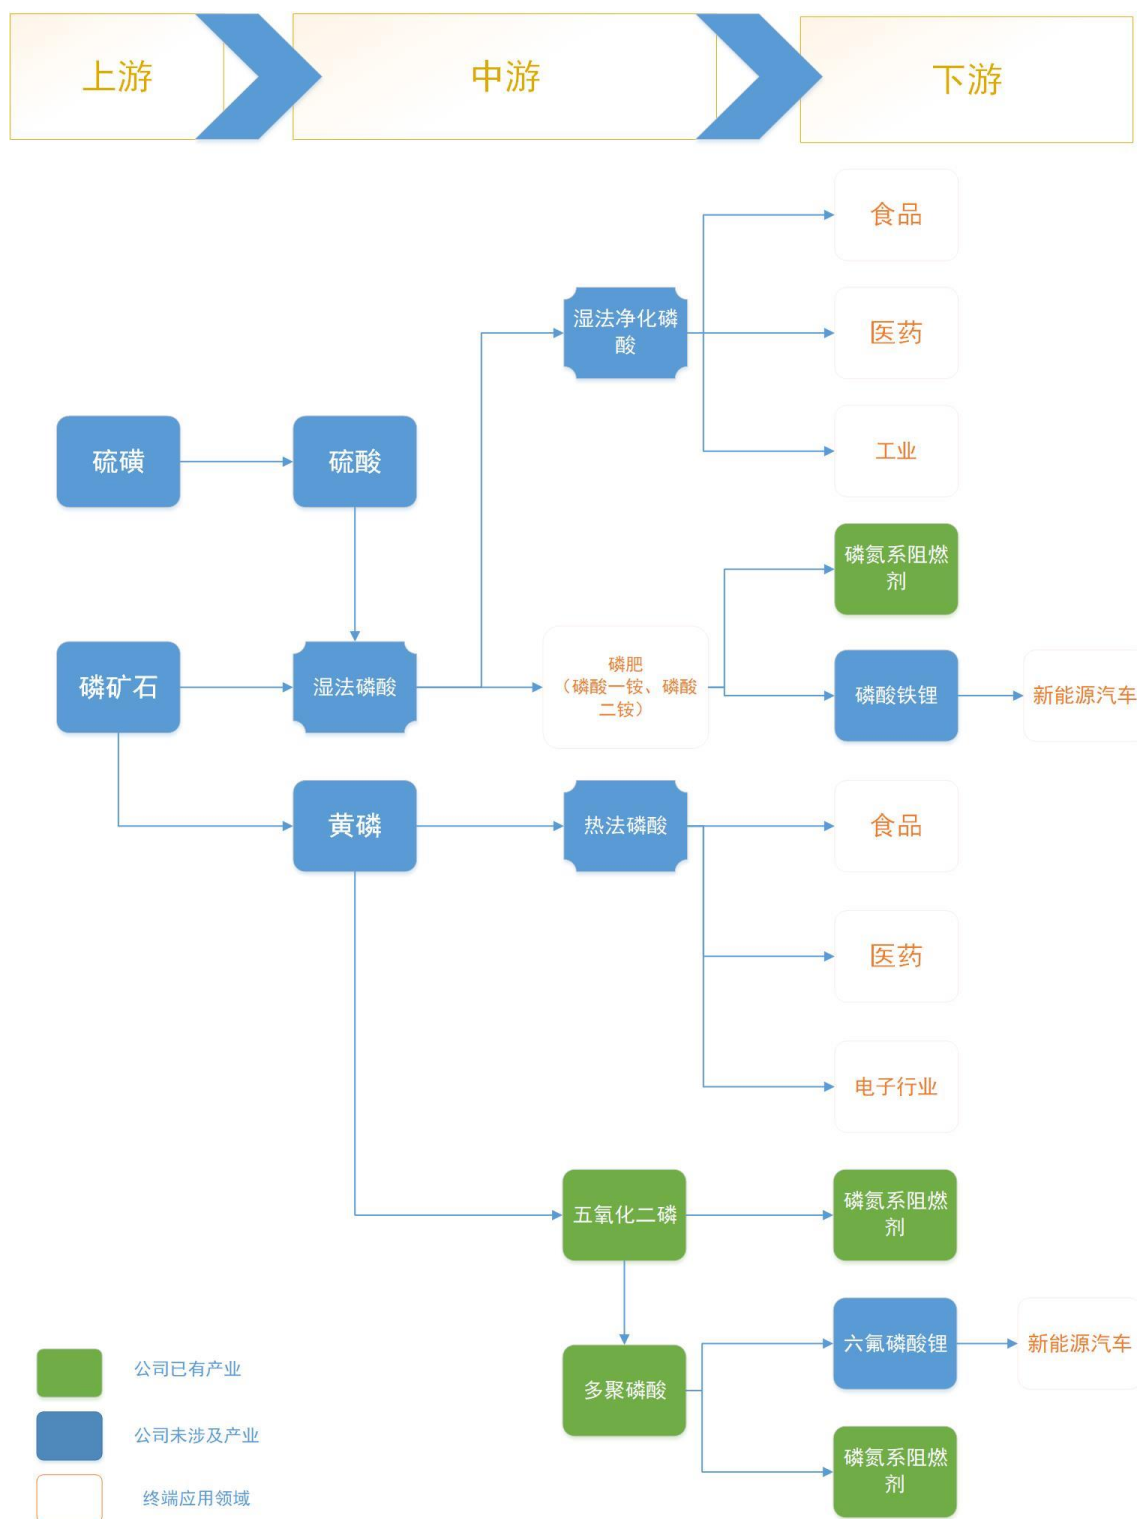 上游
中游
下游
食品
湿法净化磷
酸
医药
工业
硫磺
硫酸
磷氮系阻燃
剂
磷矿石
湿法磷酸
磷肥
（磷酸一铵、磷酸
二铵）
磷酸铁锂
新能源汽车
黄磷
热法磷酸
食品
医药
电子行业
五氧化二磷
磷氮系阻燃
剂
六氟磷酸锂
新能源汽车
多聚磷酸
磷氮系阻燃
剂
公司已有产业
公司未涉及产业
终端应用领域